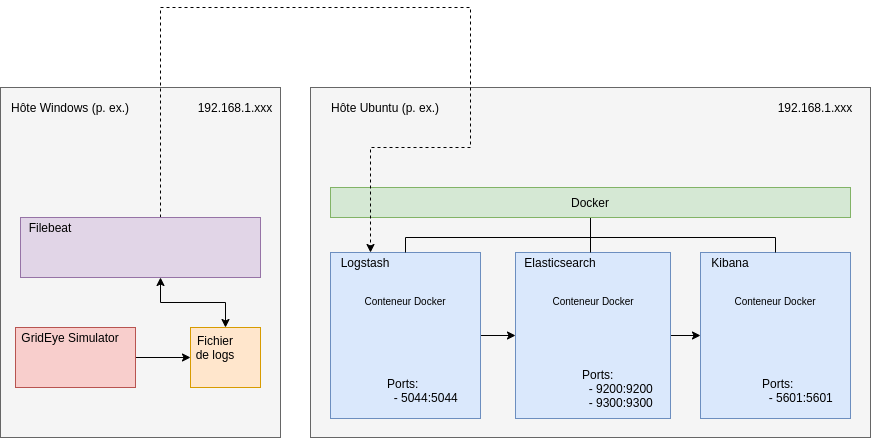 Hôte Windows (p. ex.)
192.168.1.xxx
Filebeat
GridEye Simulator
Fichier
de logs
Hôte Ubuntu (p. ex.)
192.168.1.xxx
Docker
Logstash
Conteneur Docker
Ports:
- 5044:5044
Elasticsearch
Conteneur Docker
Ports:
- 9200:9200
- 9300:9300
Kibana
Conteneur Docker
Ports:
- 5601:5601